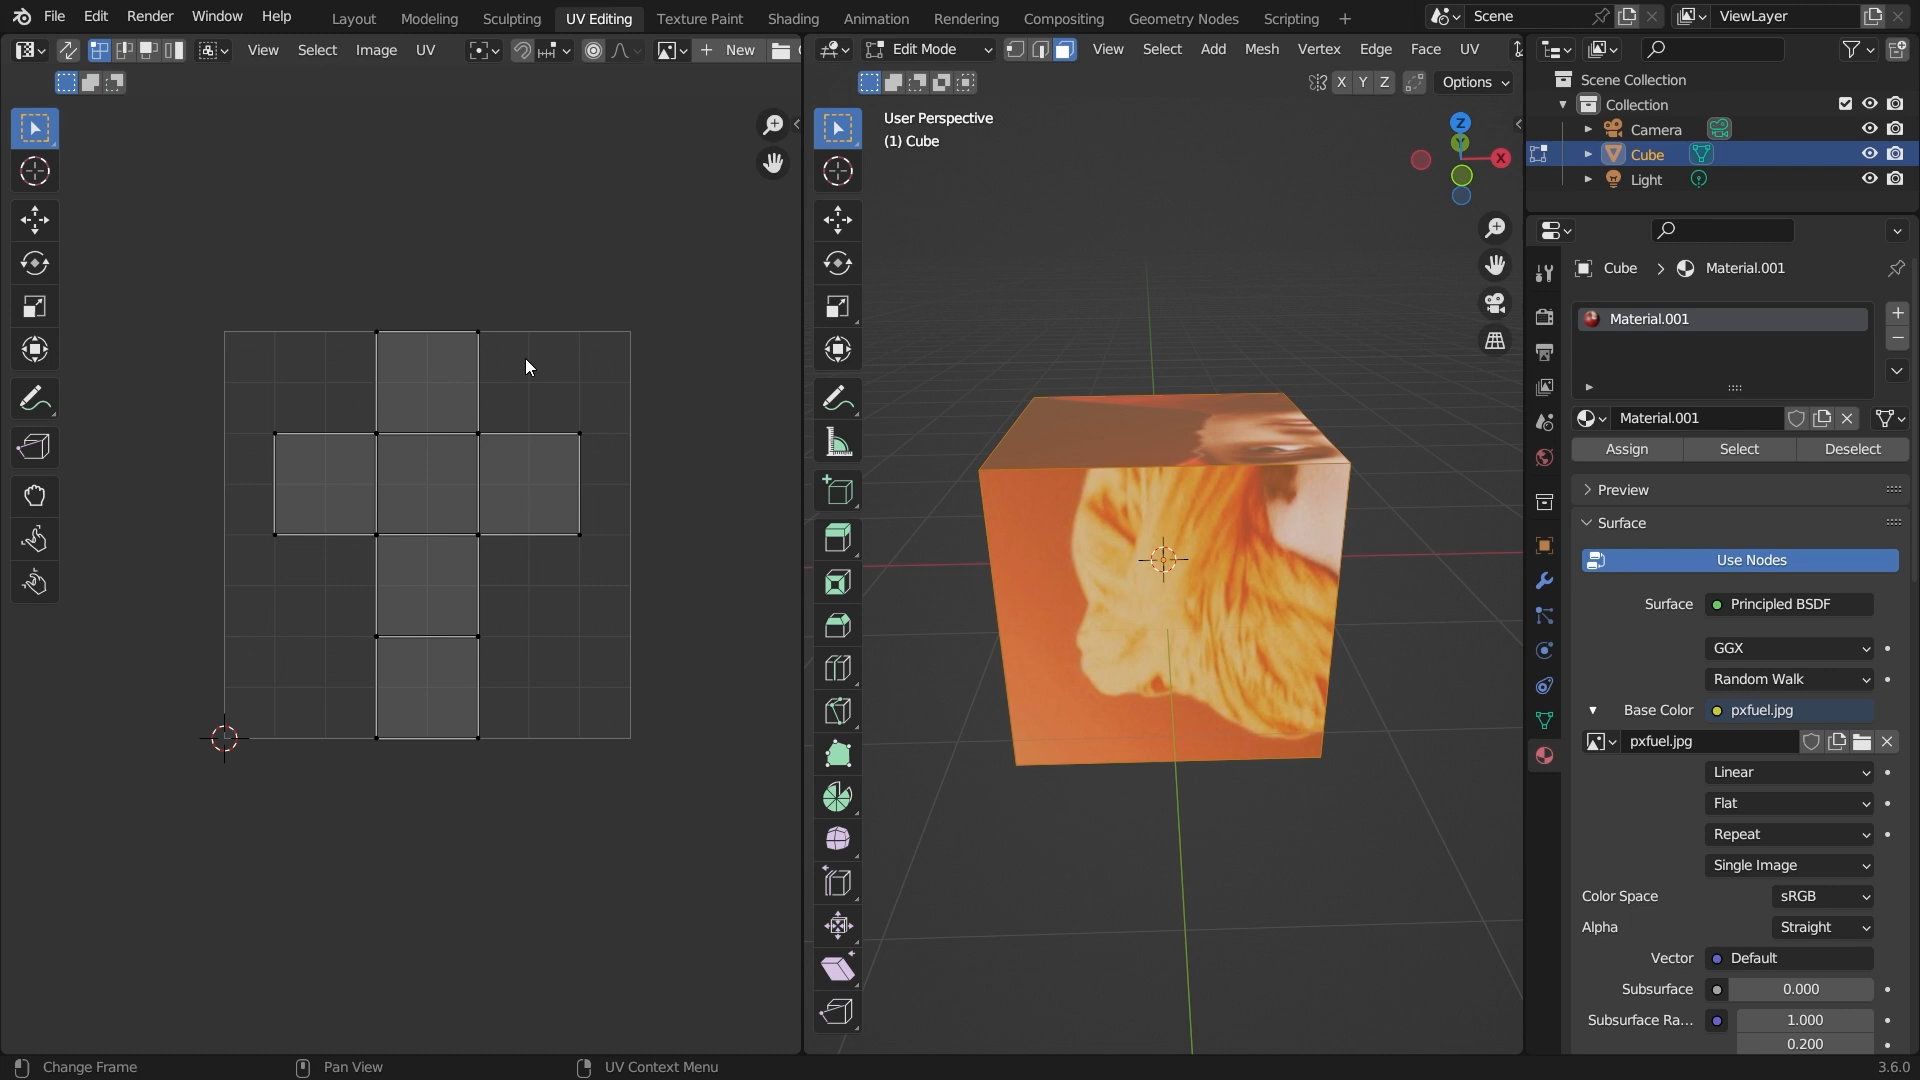 File Edit Render Window Help Layout Modeling Sculpting UV Editing Texture Paint Shading Animation Rendering Compositing Geometry Nodes Scripting + Scene ViewLayer
View Select Image UV New
Edit Mode View Select Add Mesh Vertex Edge Face UV
X Y Z Options
User Perspective
(1) Cube
Z
Y
X
Scene Collection
Collection
Camera
Cube
Light
Cube > Material.001
Material.001
Material.001
Assign Select Deselect
Preview
Surface
Use Nodes
Surface Principled BSDF
GGX
Random Walk
Base Color pxfuel.jpg
pxfuel.jpg
Linear
Flat
Repeat
Single Image
Color Space sRGB
Alpha Straight
Vector Default
Subsurface 0.000
Subsurface Ra... 1.000
0.200
Change Frame Pan View UV Context Menu 3.6.0